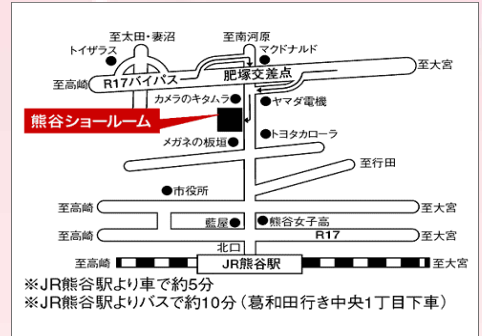 至太田・妻沼
至南河原
トイザラス
マクドナルド
至大宮
肥塚交差点
R17バイパス
至高崎
カメラのキタムラ
ヤマダ電機
熊谷ショールーム
トヨタカローラ
メガネの板垣
至行田
市役所
至高崎
至大宮
藍屋
熊谷女子高
至高崎
R17
至大宮
北口
至高崎
JR熊谷駅
至大宮
※JR熊谷駅より車で約5分
※JR熊谷駅よりバスで約10分（葛和田行き中央1丁目下車）